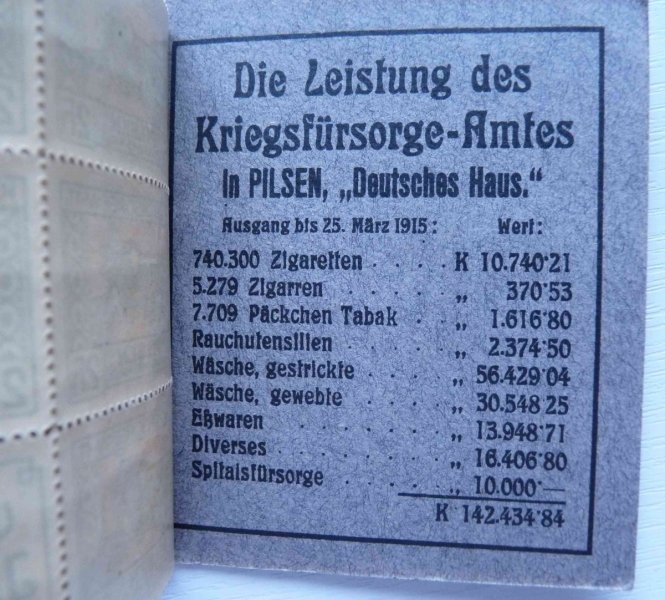 Die Leistung des
Kriegsfürsorge-Amtes
In PILSEN, „Deutsches Haus."
Ausgang bis 25. März 1915: Wert:
740.300 Zigaretten . . . . K 10.740·21
5.279 Zigarren . . . . „ 370·53
7.709 Päckchen Tabak . „ 1.616·80
Rauchutensilien . . . . „ 2.374·50
Wäsche, gestrickte . . . „ 56.429·04
Wäsche, gewebte . . . . „ 30.548 25
Eßwaren . . . . . „ 13.948·71
Diverses . . . . . „ 16.406·80
Spitalsfürsorge . . . . „ 10.000·—
K 142.434·84